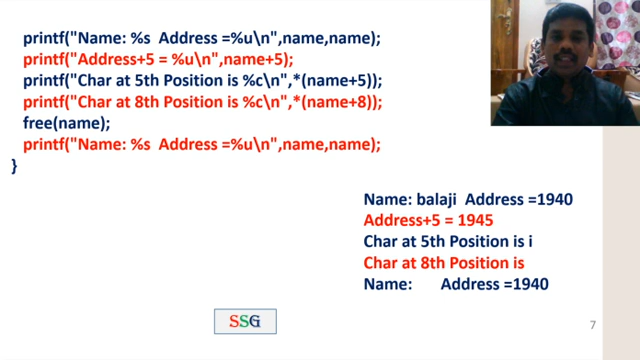 printf("Name: %s  Address =%u\n",name,name);
printf("Address+5 = %u\n",name+5);
printf("Char at 5th Position is %c\n",*(name+5));
printf("Char at 8th Position is %c\n",*(name+8));
free(name);
printf("Name: %s  Address =%u\n",name,name);
}
Name: balaji  Address =1940
Address+5 = 1945
Char at 5th Position is i
Char at 8th Position is
Name:      Address =1940
SSG
7